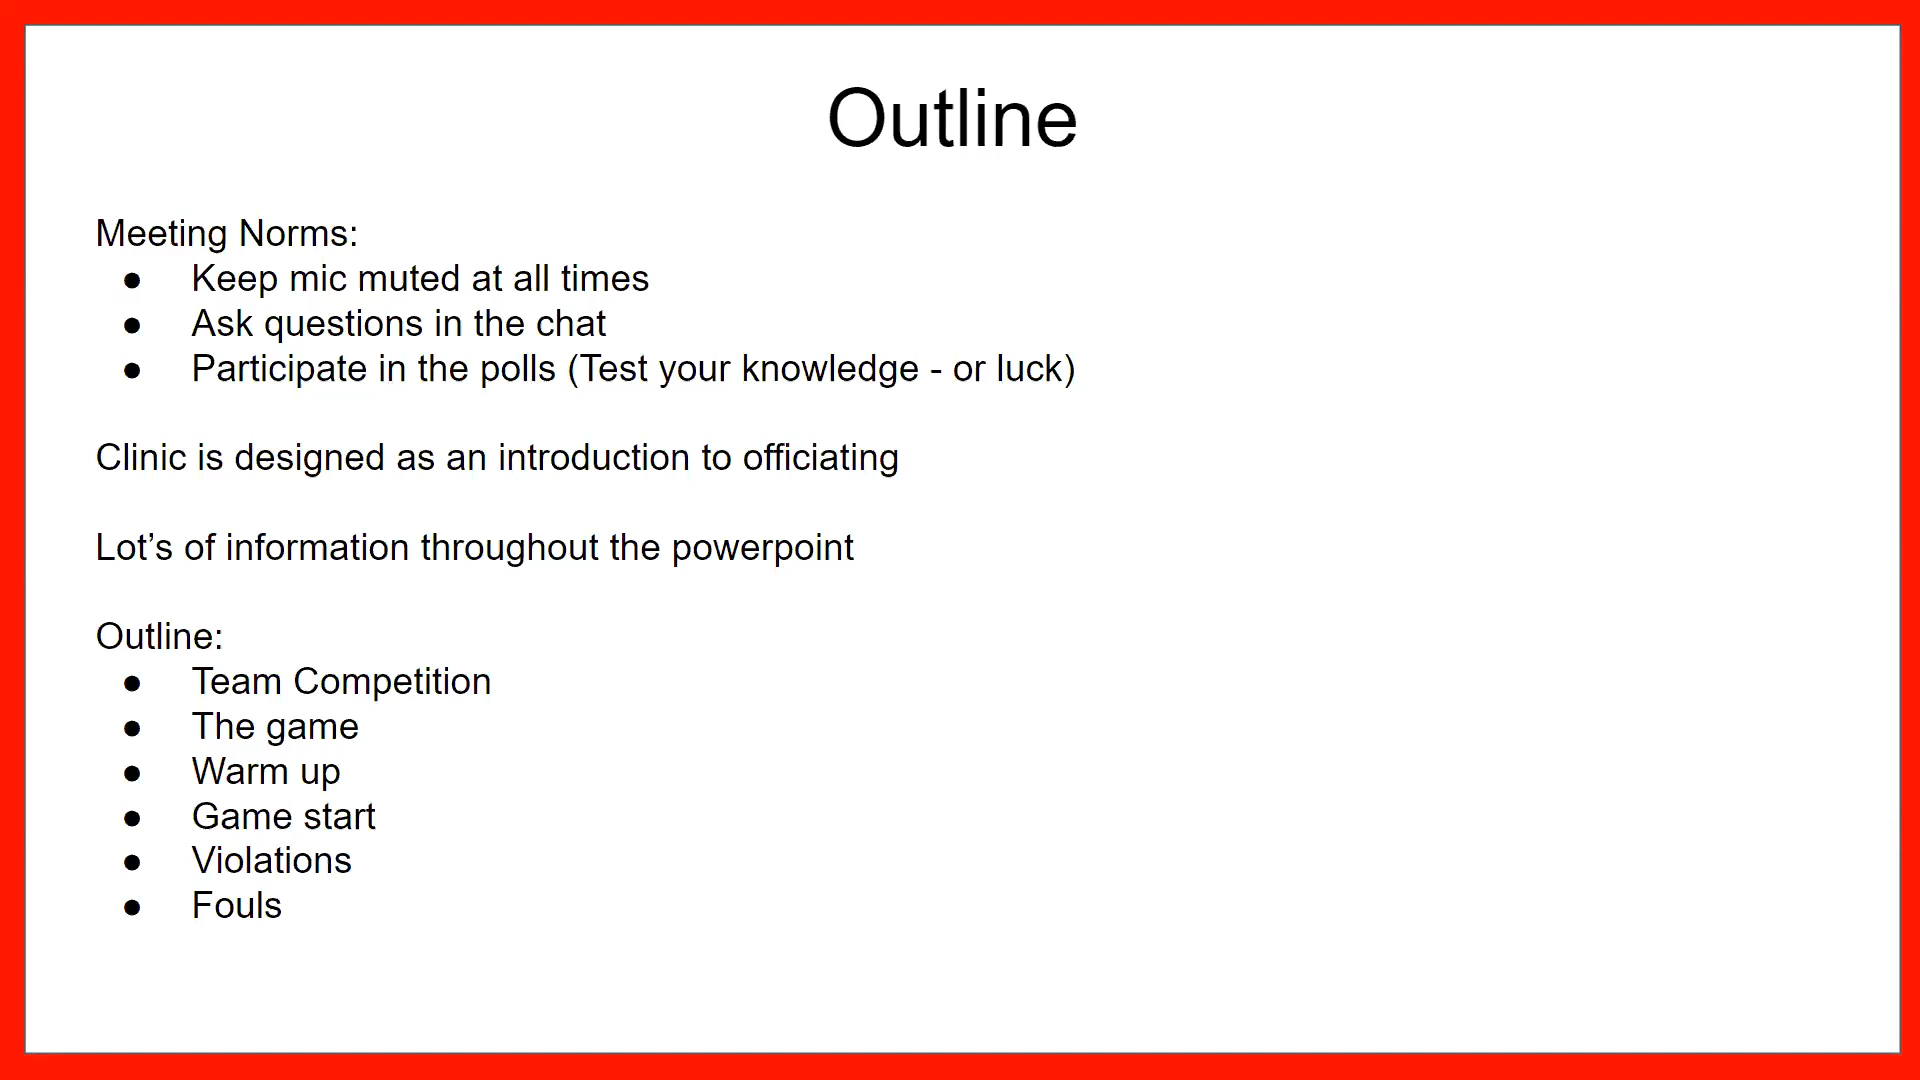 Outline
Meeting Norms:
● Keep mic muted at all times
● Ask questions in the chat
● Participate in the polls (Test your knowledge - or luck)
Clinic is designed as an introduction to officiating
Lot’s of information throughout the powerpoint
Outline:
● Team Competition
● The game
● Warm up
● Game start
● Violations
● Fouls